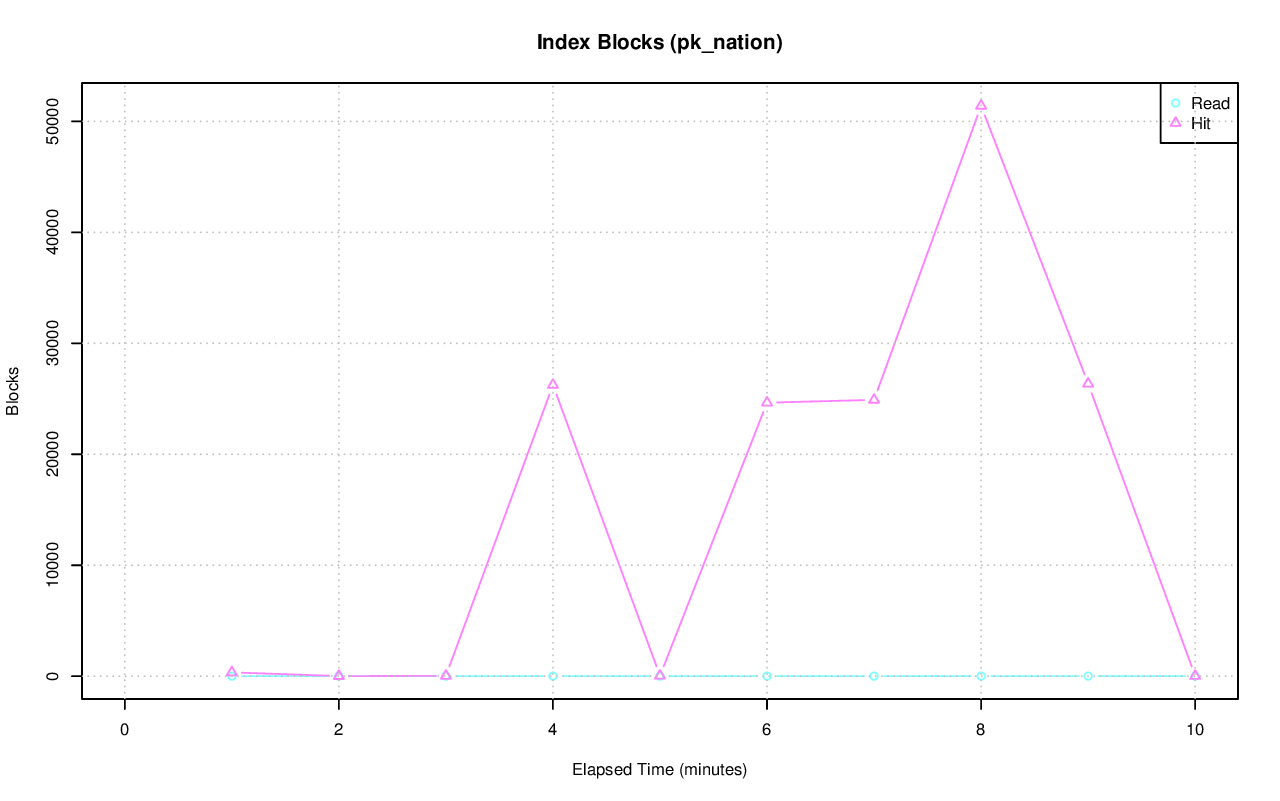 Index Blocks (pk_nation)
Read
Hit
50000
40000
30000
20000
10000
0
Blocks
0 2 4 6 8 10
Elapsed Time (minutes)